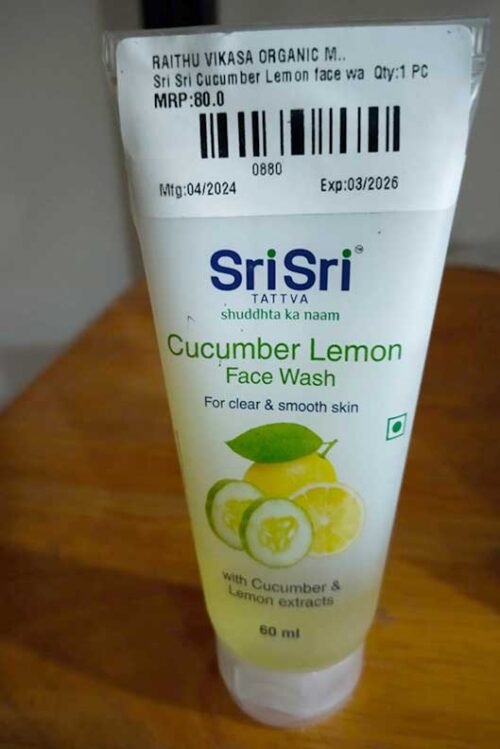 RAITHU VIKASA ORGANIC M..
Sri Sri Cucumber Lemon face wa Qty:1 PC
MRP:80.0
0880
Mfg:04/2024 Exp:03/2026
SriSri™
TATTVA
shuddhta ka naam
Cucumber Lemon
Face Wash
For clear & smooth skin
with Cucumber &
Lemon extracts
60 ml